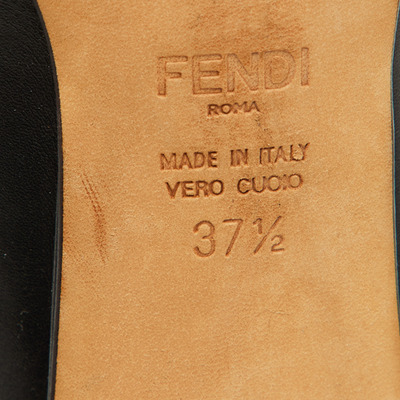 FENDI
ROMA
MADE IN ITALY
VERO CUOIO
37½